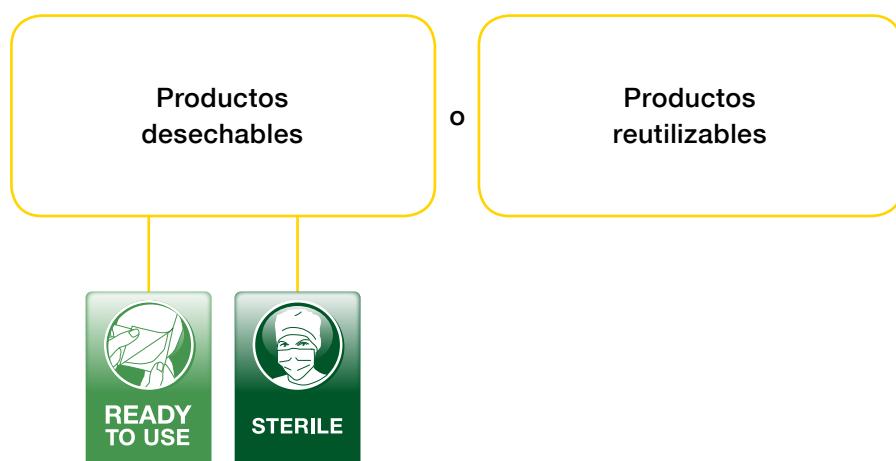 Productos
desechables
o
Productos
reutilizables
READY
TO USE
STERILE